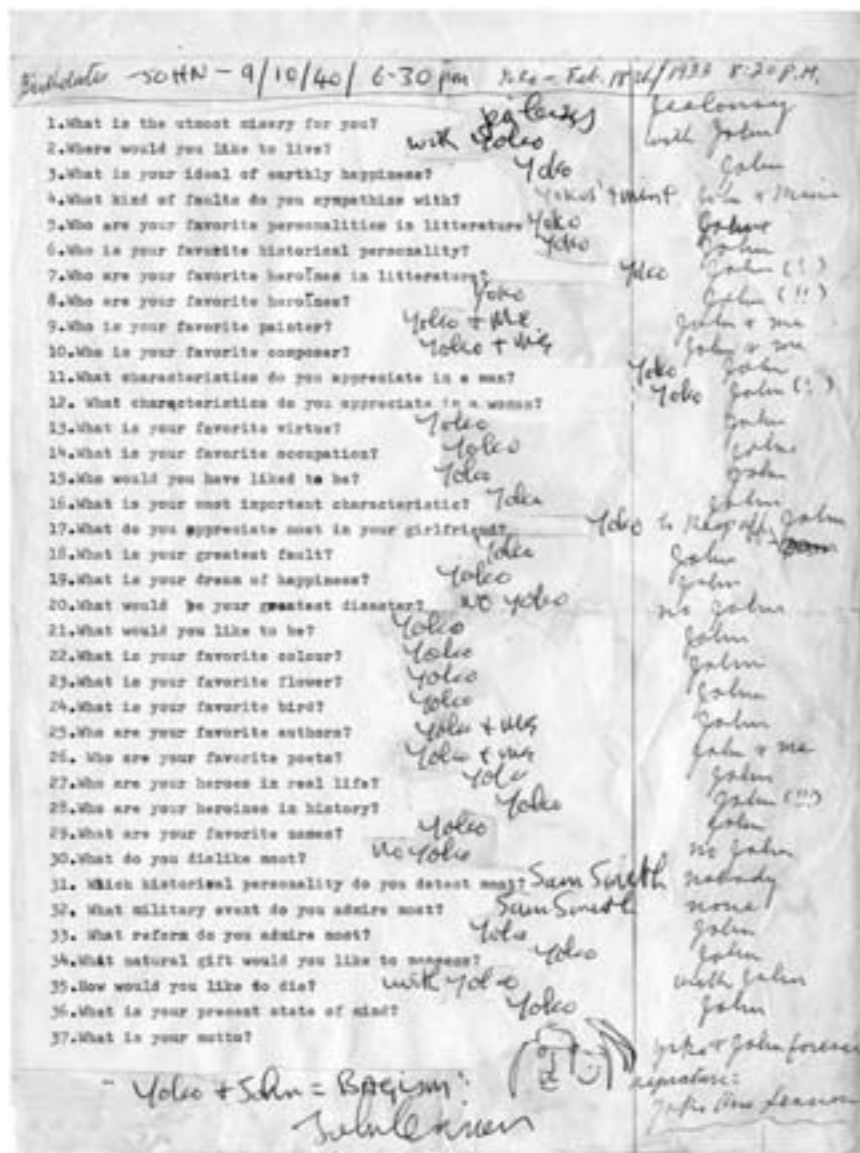 Birthdates JOHN - 9/10/40/ 6-30 pm Yoko - Feb. 18th/1933 8:20 P.M.
1.What is the utmost misery for you? jealousy jealousy
2.Where would you like to live? with Yoko with John
3.What is your ideal of earthly happiness? Yoko John
4.What kind of faults do you sympathise with? Yokos' + mine John + Mine
5.Who are your favorite personalities in litterature Yoko John
6.Who is your favorite historical personality? Yoko John
7.Who are your favorite heroïnes in litterature? Yoko John (!)
8.Who are your favorite heroïnes? Yoko John (!!)
9.Who is your favorite painter? Yoko + Me John + me
10.Who is your favorite composer? Yoko + Me John + me
11.What characteristics do you appreciate in a man? Yoko John
12. What characteristics do you appreciate in a woman? Yoko John (!)
13.What is your favorite virtue? Yoko John
14.What is your favorite occupation? Yoko John
15.Who would you have liked to be? Yoko John
16.What is your most important characteristic? Yoko John
17.What do you appreciate most in your girlfriend? Yoko John
18.What is your greatest fault? Yoko John
19.What is your dream of happiness? Yoko John
20.What would be your greatest disaster? no yoko no John
21.What would you like to be? Yoko John
22.What is your favorite colour? Yoko John
23.What is your favorite flower? Yoko John
24.What is your favorite bird? Yoko John
25.Who are your favorite authors? Yoko + me John
26. Who are your favorite poets? Yoko + me John + me
27.Who are your heroes in real life? Yoko John
28.Who are your heroines in history? Yoko John (!!!)
29.What are your favorite names? Yoko John
30.What do you dislike most? no Yoko no John
31. Which historical personality do you detest most? Sam Smeth nobody
32. What military event do you admire most? Sam Smeth none
33. What reform do you admire most? Yoko John
34.What natural gift would you like to possess? Yoko John
35.How would you like to die? with Yoko with John
36.What is your present state of mind? Yoko John
37.What is your motto? Yoko + John forever
" Yoko + John = BAgism"
signature:
John Lennon Yoko Ono Lennon